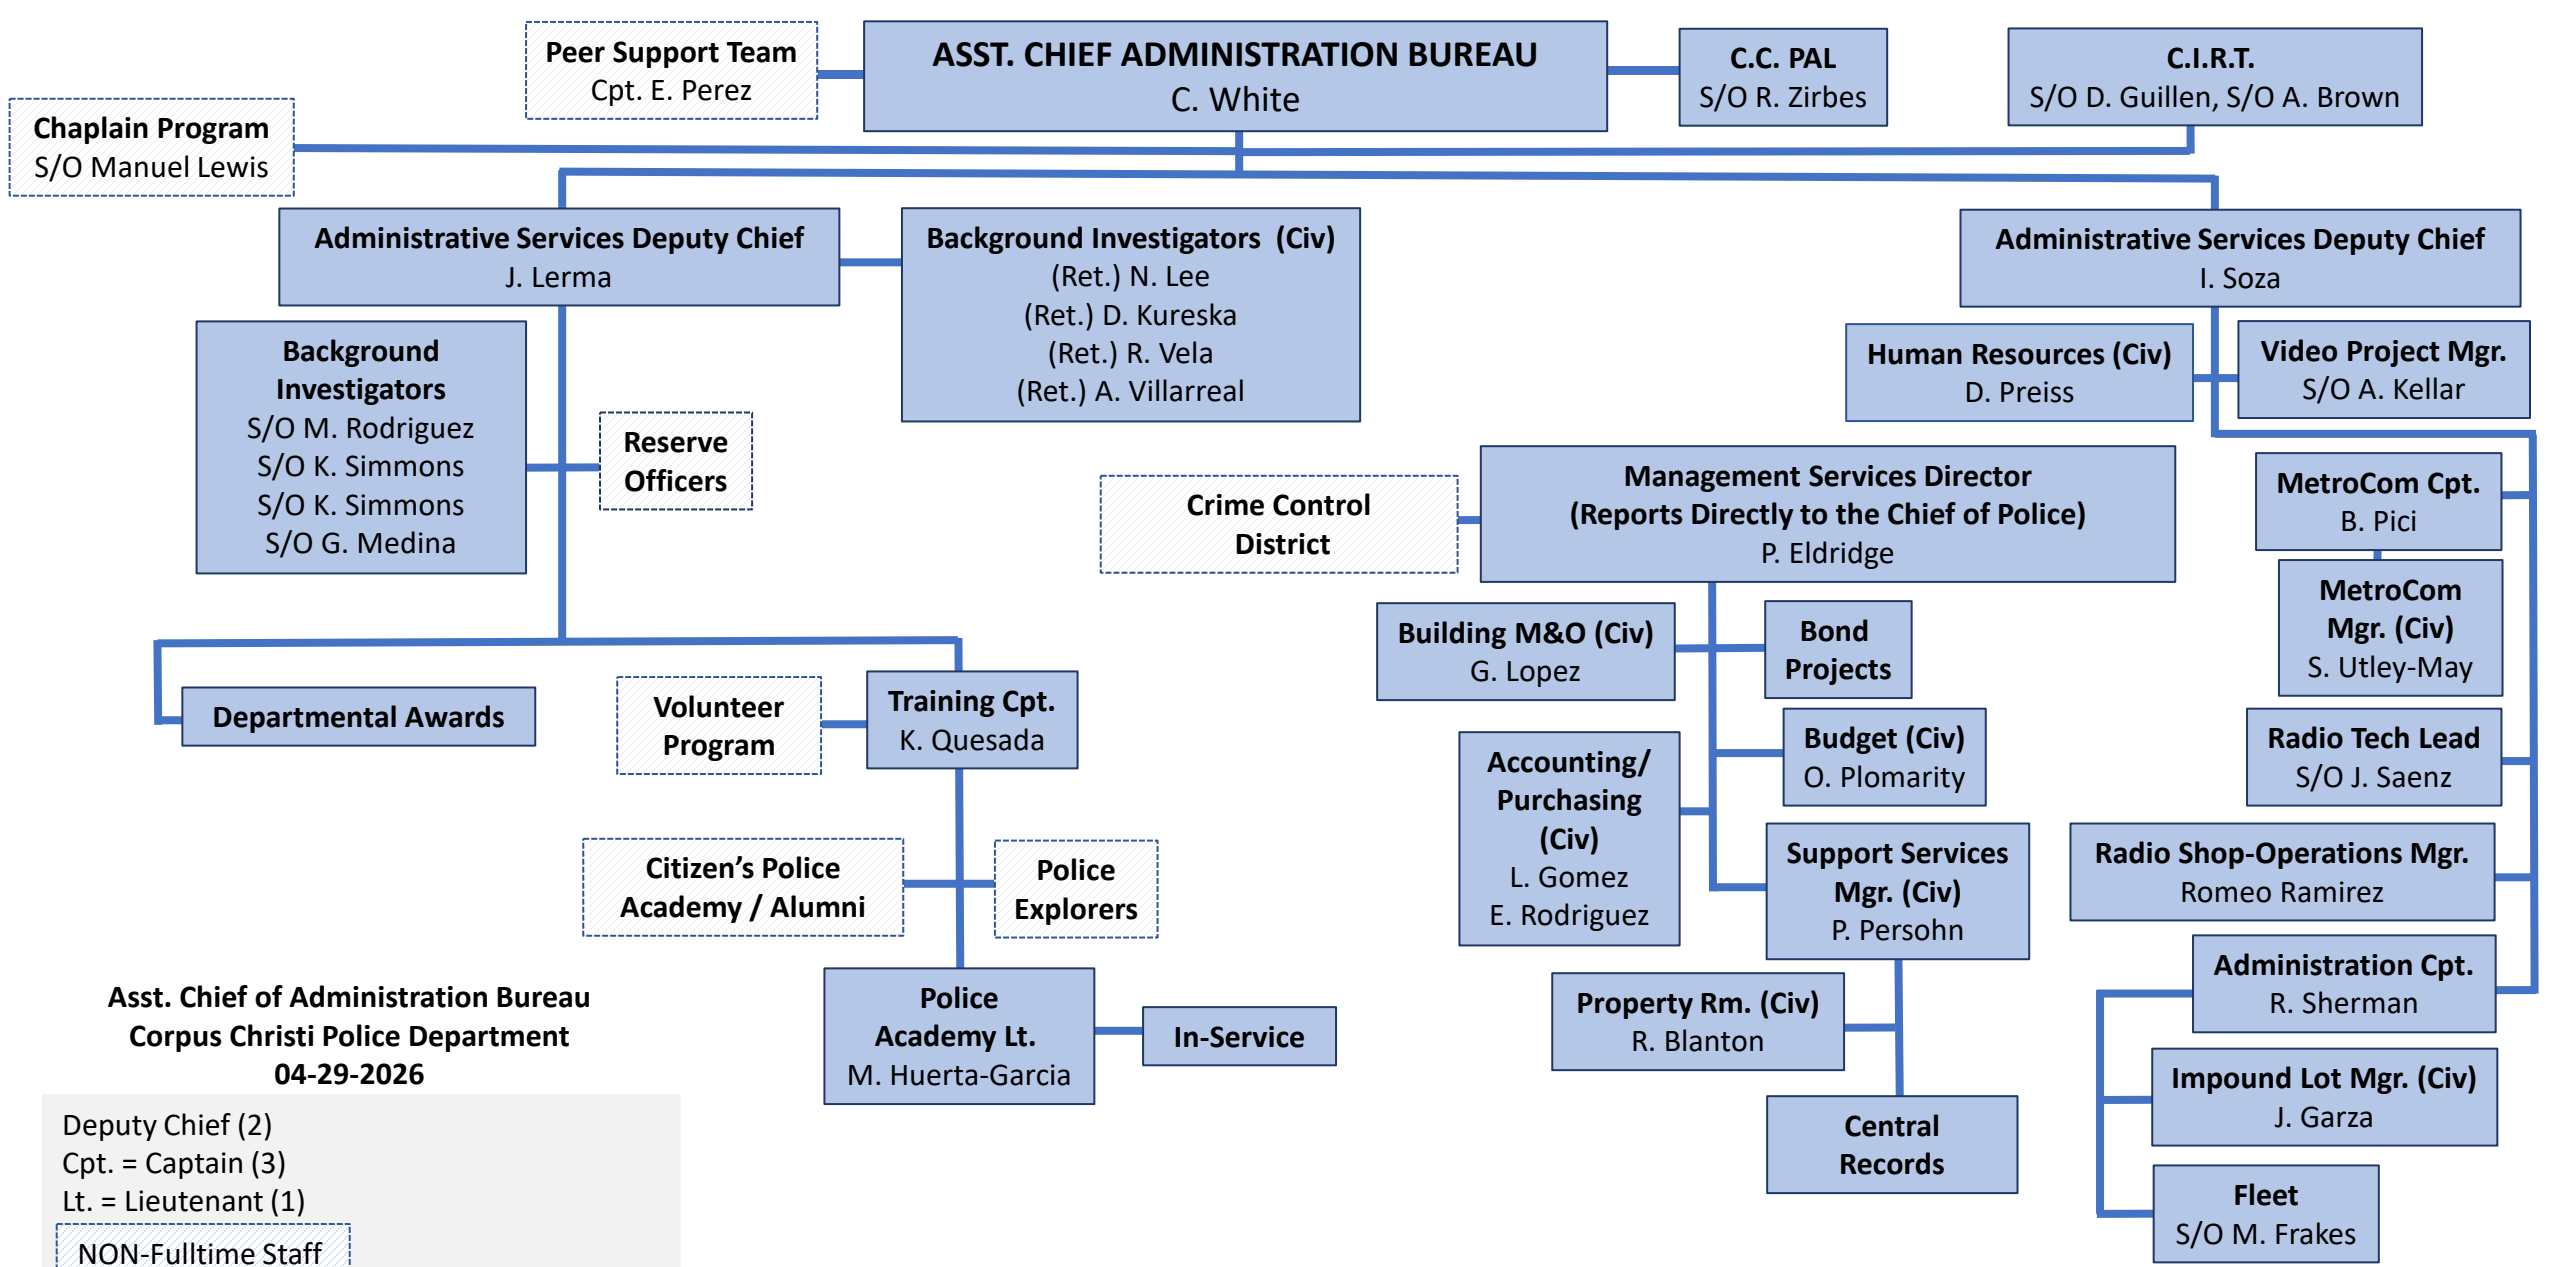 Peer Support Team
Cpt. E. Perez
ASST. CHIEF ADMINISTRATION BUREAU
C. White
C.C. PAL
S/O R. Zirbes
C.I.R.T.
S/O D. Guillen, S/O A. Brown
Chaplain Program
S/O Manuel Lewis
Administrative Services Deputy Chief
J. Lerma
Background Investigators (Civ)
(Ret.) N. Lee
(Ret.) D. Kureska
(Ret.) R. Vela
(Ret.) A. Villarreal
Administrative Services Deputy Chief
I. Soza
Background
Investigators
S/O M. Rodriguez
S/O K. Simmons
S/O K. Simmons
S/O G. Medina
Reserve
Officers
Human Resources (Civ)
D. Preiss
Video Project Mgr.
S/O A. Kellar
Crime Control
District
Management Services Director
(Reports Directly to the Chief of Police)
P. Eldridge
MetroCom Cpt.
B. Pici
MetroCom
Mgr. (Civ)
S. Utley-May
Building M&O (Civ)
G. Lopez
Bond
Projects
Departmental Awards
Volunteer
Program
Training Cpt.
K. Quesada
Accounting/
Purchasing
(Civ)
L. Gomez
E. Rodriguez
Budget (Civ)
O. Plomarity
Radio Tech Lead
S/O J. Saenz
Citizen’s Police
Academy / Alumni
Police
Explorers
Support Services
Mgr. (Civ)
P. Persohn
Radio Shop-Operations Mgr.
Romeo Ramirez
Administration Cpt.
R. Sherman
Police
Academy Lt.
M. Huerta-Garcia
In-Service
Property Rm. (Civ)
R. Blanton
Impound Lot Mgr. (Civ)
J. Garza
Central
Records
Fleet
S/O M. Frakes
Asst. Chief of Administration Bureau
Corpus Christi Police Department
04-29-2026
Deputy Chief (2)
Cpt. = Captain (3)
Lt. = Lieutenant (1)
NON-Fulltime Staff